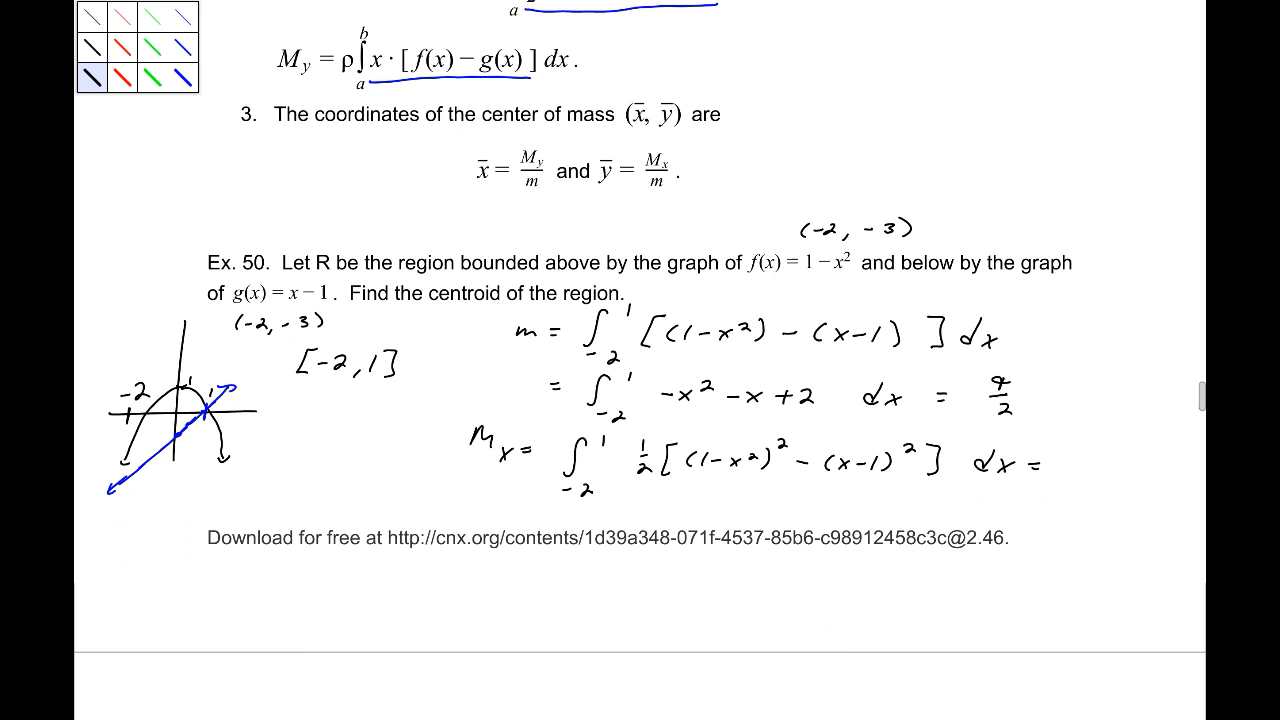 a
M_y = ρ∫_a^b x · [f(x) − g(x)] dx.
3. The coordinates of the center of mass (x̅, y̅) are
x̅ = M_y/m and y̅ = M_x/m .
(-2, -3)
Ex. 50. Let R be the region bounded above by the graph of f(x) = 1 − x² and below by the graph
of g(x) = x − 1. Find the centroid of the region.
(-2, -3)
[-2, 1]
-2 1 1
m = ∫_{-2}^{1} [(1-x²) - (x-1)] dx
= ∫_{-2}^{1} -x² - x + 2 dx = 9/2
M_x = ∫_{-2}^{1} 1/2 [(1-x²)² - (x-1)²] dx =
Download for free at http://cnx.org/contents/1d39a348-071f-4537-85b6-c98912458c3c@2.46.